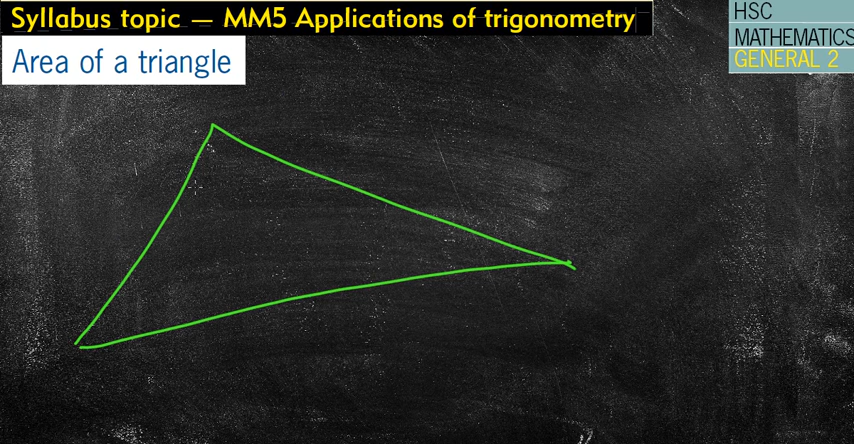 Syllabus topic — MM5 Applications of trigonometry
HSC
MATHEMATICS
GENERAL 2
Area of a triangle